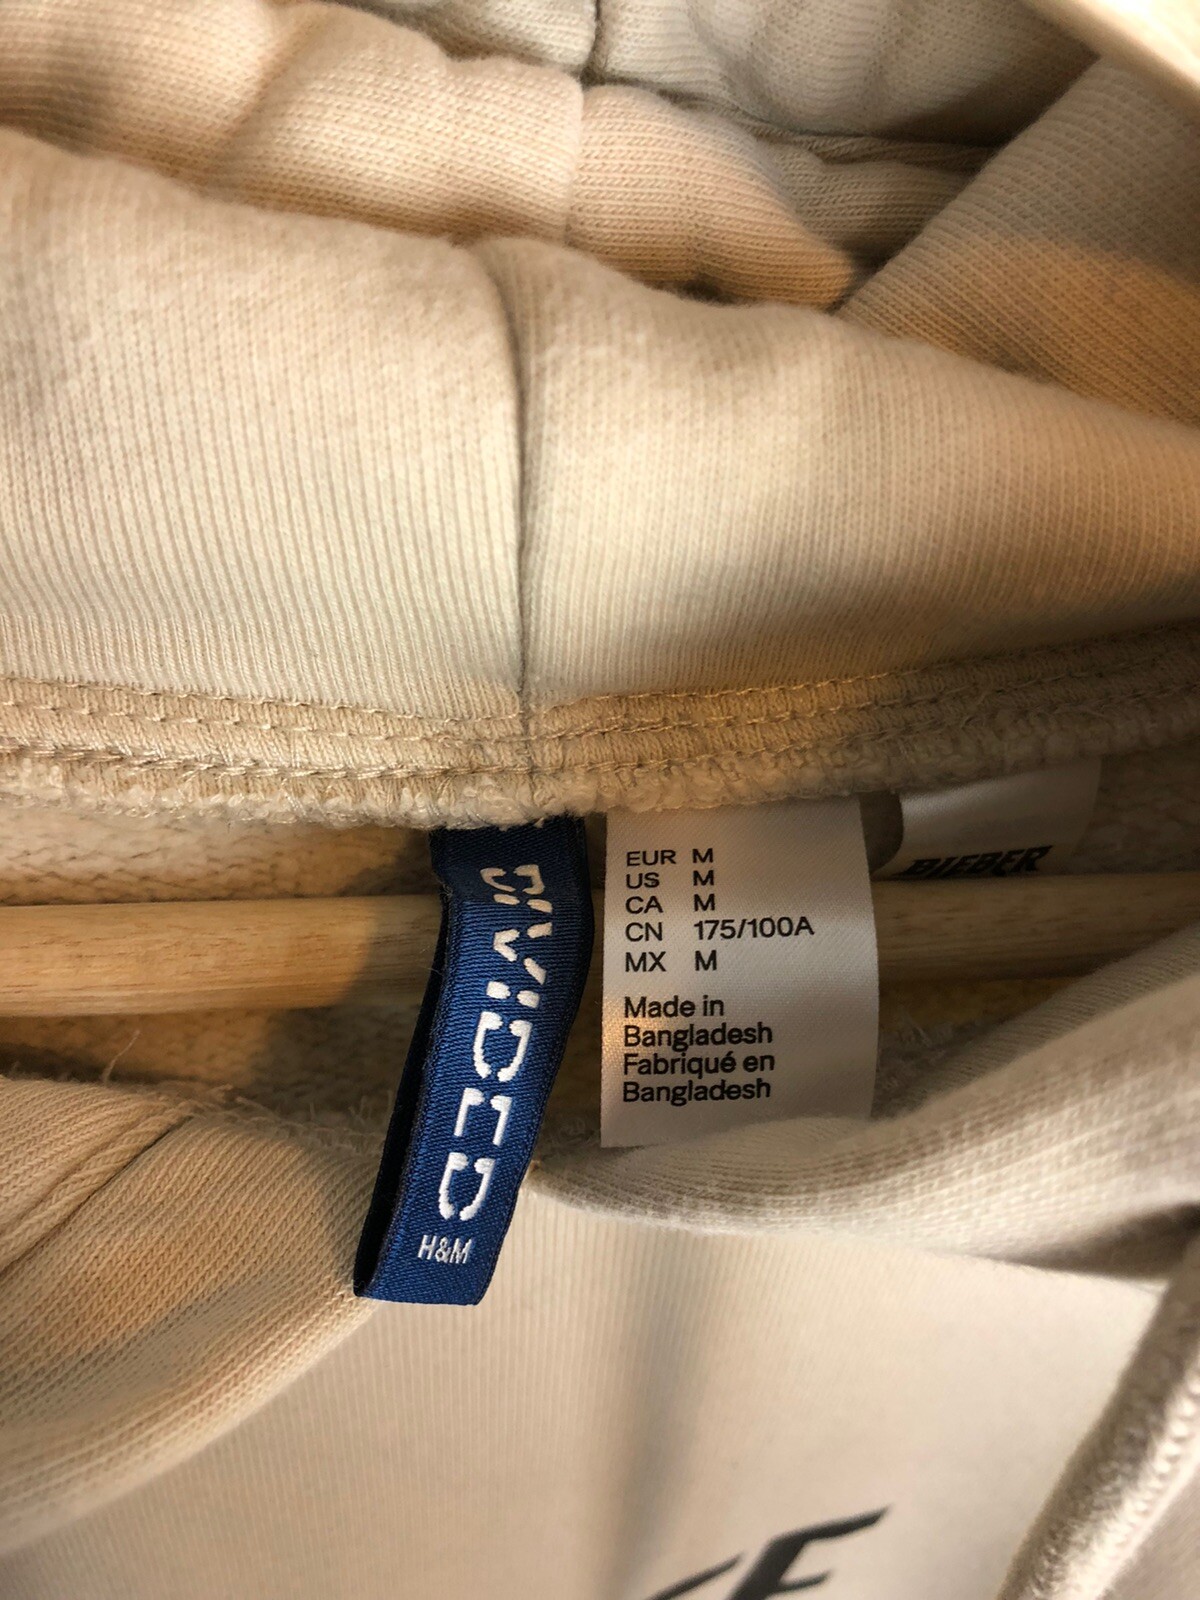 DIVIDED
H&M
EUR M
US M
CA M
CN 175/100A
MX M
Made in
Bangladesh
Fabriqué en
Bangladesh
BIEBER